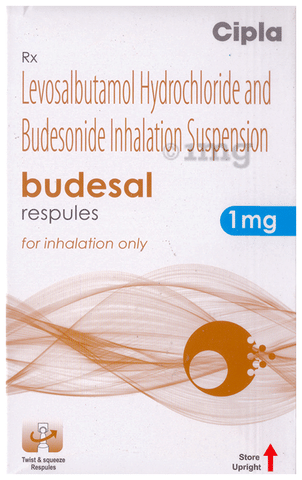 Cipla
Rx
Levosalbutamol Hydrochloride and
Budesonide Inhalation Suspension
1mg
budesal
respules
1mg
for inhalation only
Twist & squeeze
Respules
Store
Upright